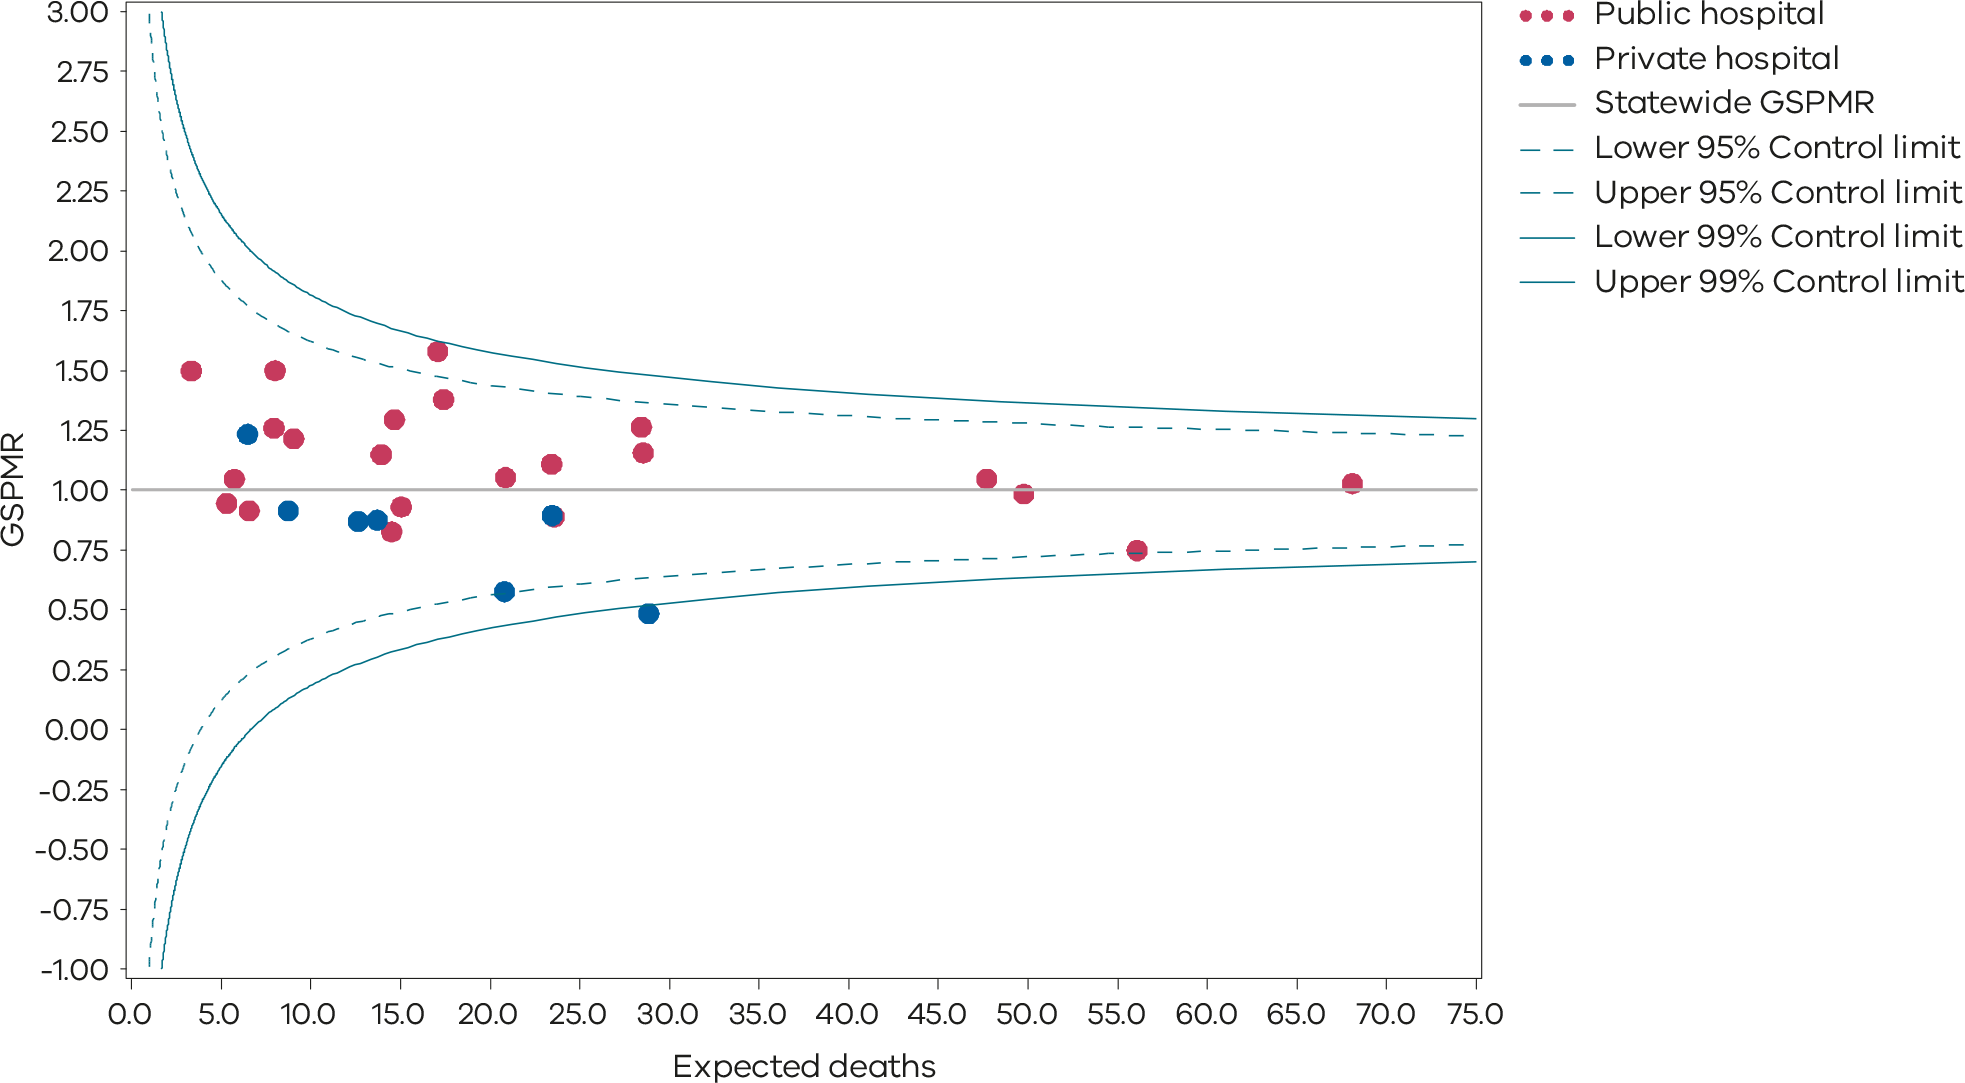 3.00
2.75
2.50
2.25
2.00
1.75
1.50
1.25
1.00
0.75
0.50
0.25
0.00
-0.25
-0.50
-0.75
-1.00
GSPMR
0.0 5.0 10.0 15.0 20.0 25.0 30.0 35.0 40.0 45.0 50.0 55.0 60.0 65.0 70.0 75.0
Expected deaths
Public hospital
Private hospital
Statewide GSPMR
Lower 95% Control limit
Upper 95% Control limit
Lower 99% Control limit
Upper 99% Control limit